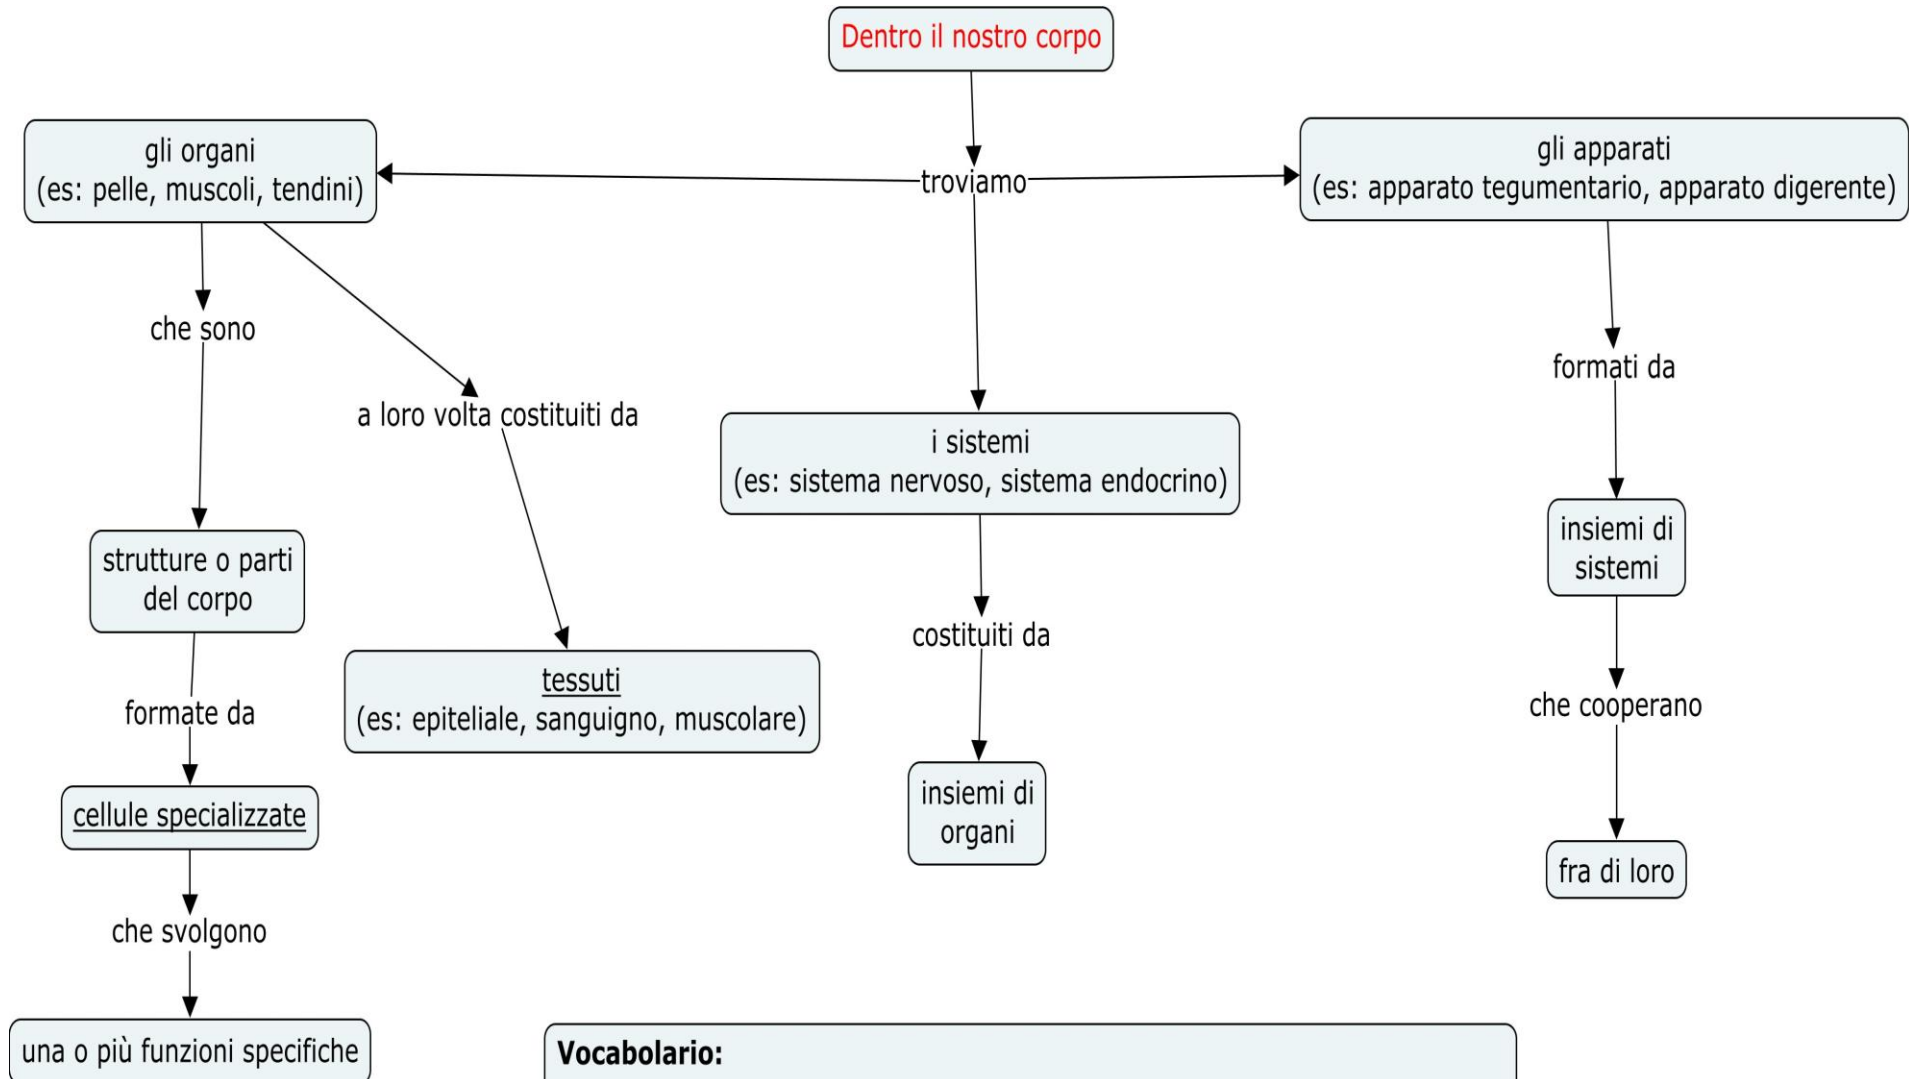 Dentro il nostro corpo
troviamo
gli organi
(es: pelle, muscoli, tendini)
che sono
strutture o parti
del corpo
formate da
cellule specializzate
che svolgono
una o più funzioni specifiche
a loro volta costituiti da
tessuti
(es: epiteliale, sanguigno, muscolare)
i sistemi
(es: sistema nervoso, sistema endocrino)
costituiti da
insiemi di
organi
gli apparati
(es: apparato tegumentario, apparato digerente)
formati da
insiemi di
sistemi
che cooperano
fra di loro
Vocabolario: